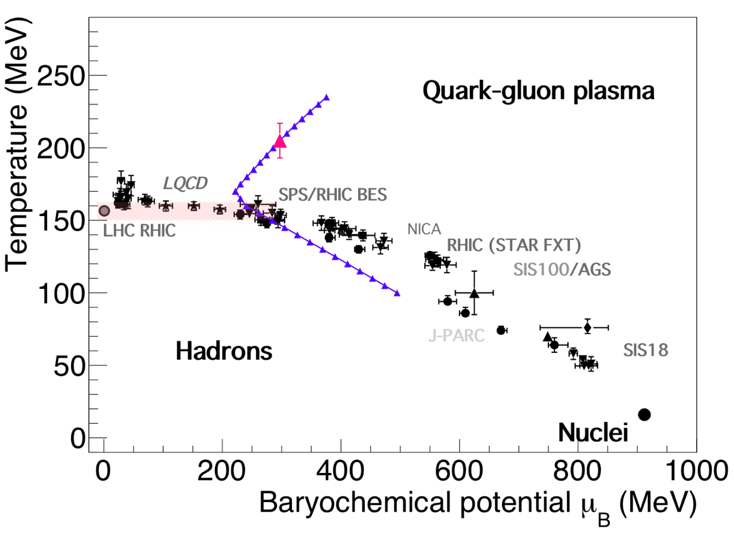 Temperature (MeV)
250
200
150
100
50
0
Quark-gluon plasma
LQCD
SPS/RHIC BES
LHC RHIC
NICA
RHIC (STAR FXT)
SIS100/AGS
J-PARC
Hadrons
SIS18
Nuclei
0 200 400 600 800 1000
Baryochemical potential μB (MeV)